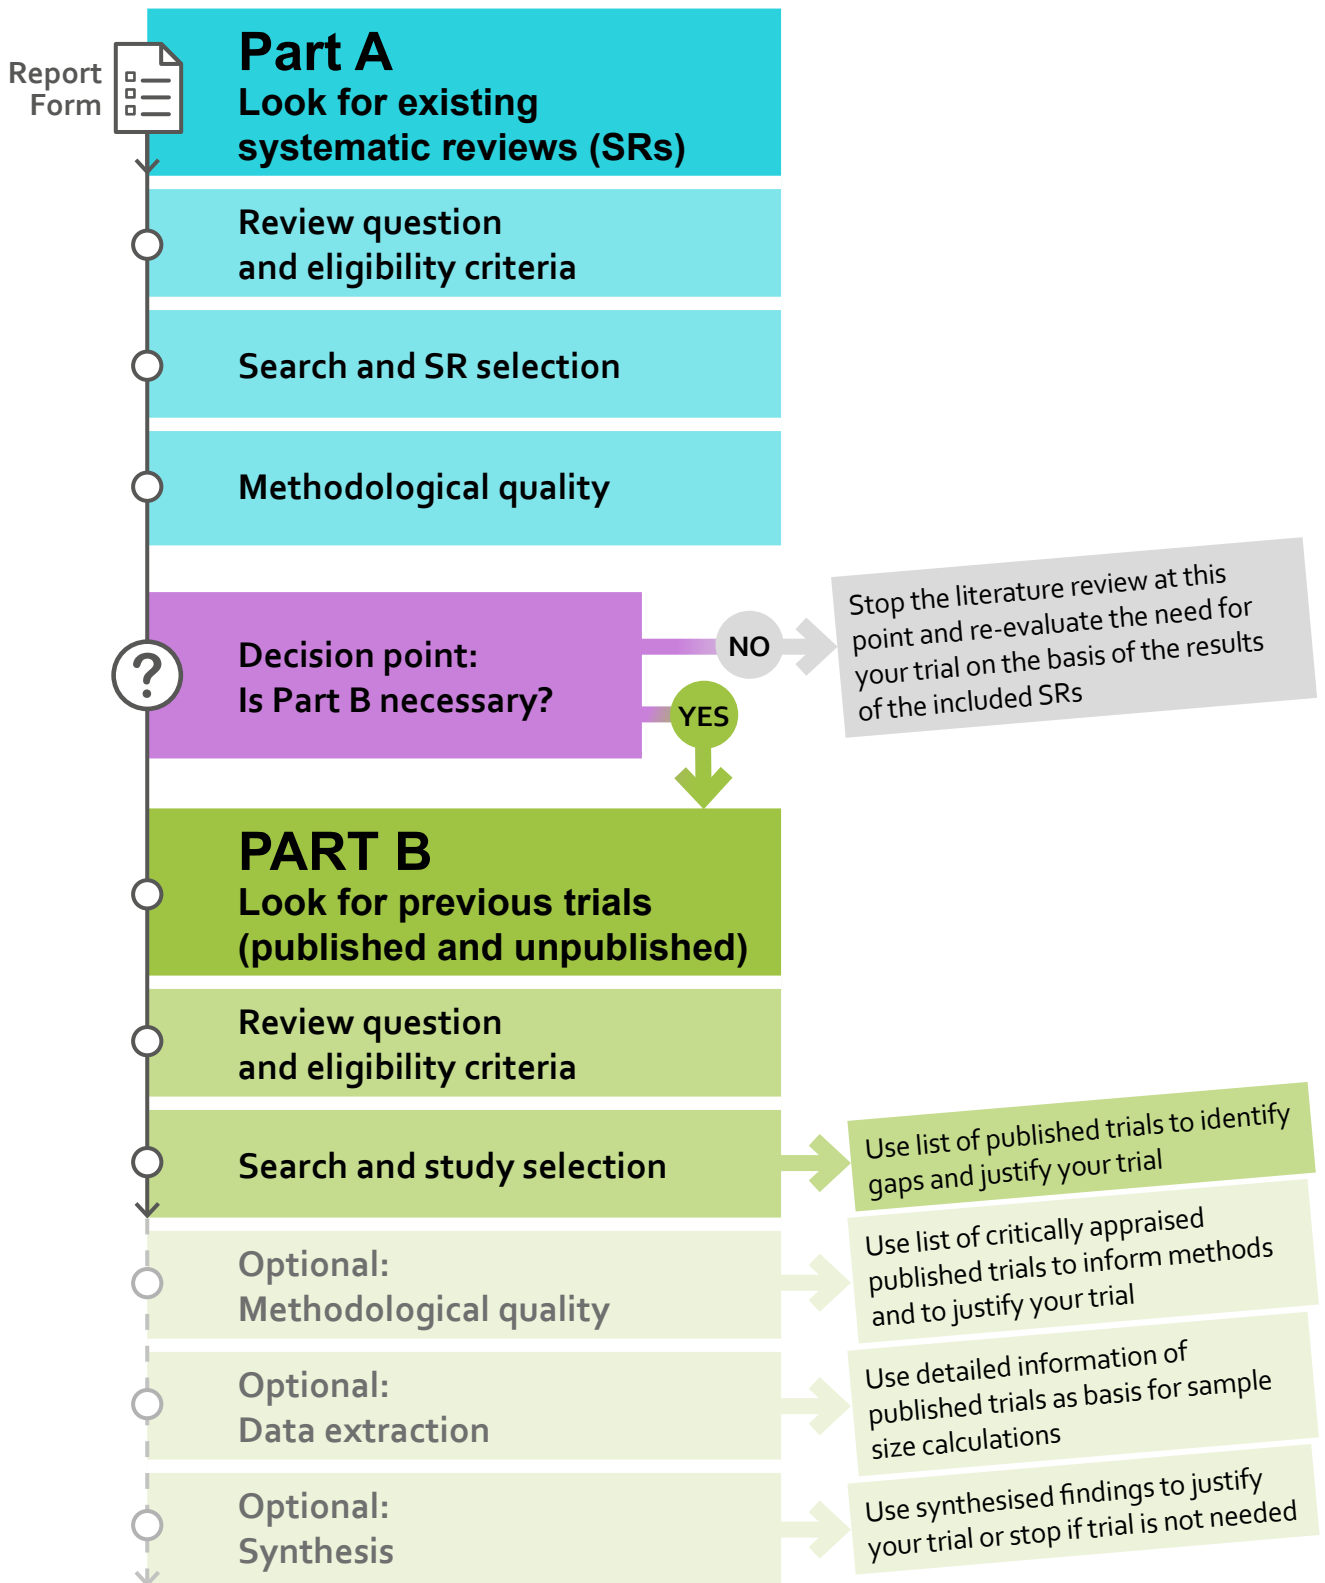 Report
Form
Part A
Look for existing
systematic reviews (SRs)
Review question
and eligibility criteria
Search and SR selection
Methodological quality
?
Decision point:
Is Part B necessary?
NO
Stop the literature review at this
point and re-evaluate the need for
your trial on the basis of the results
of the included SRs
YES
PART B
Look for previous trials
(published and unpublished)
Review question
and eligibility criteria
Search and study selection
Use list of published trials to identify
gaps and justify your trial
Optional:
Methodological quality
Use list of critically appraised
published trials to inform methods
and to justify your trial
Optional:
Data extraction
Use detailed information of
published trials as basis for sample
size calculations
Optional:
Synthesis
Use synthesised findings to justify
your trial or stop if trial is not needed